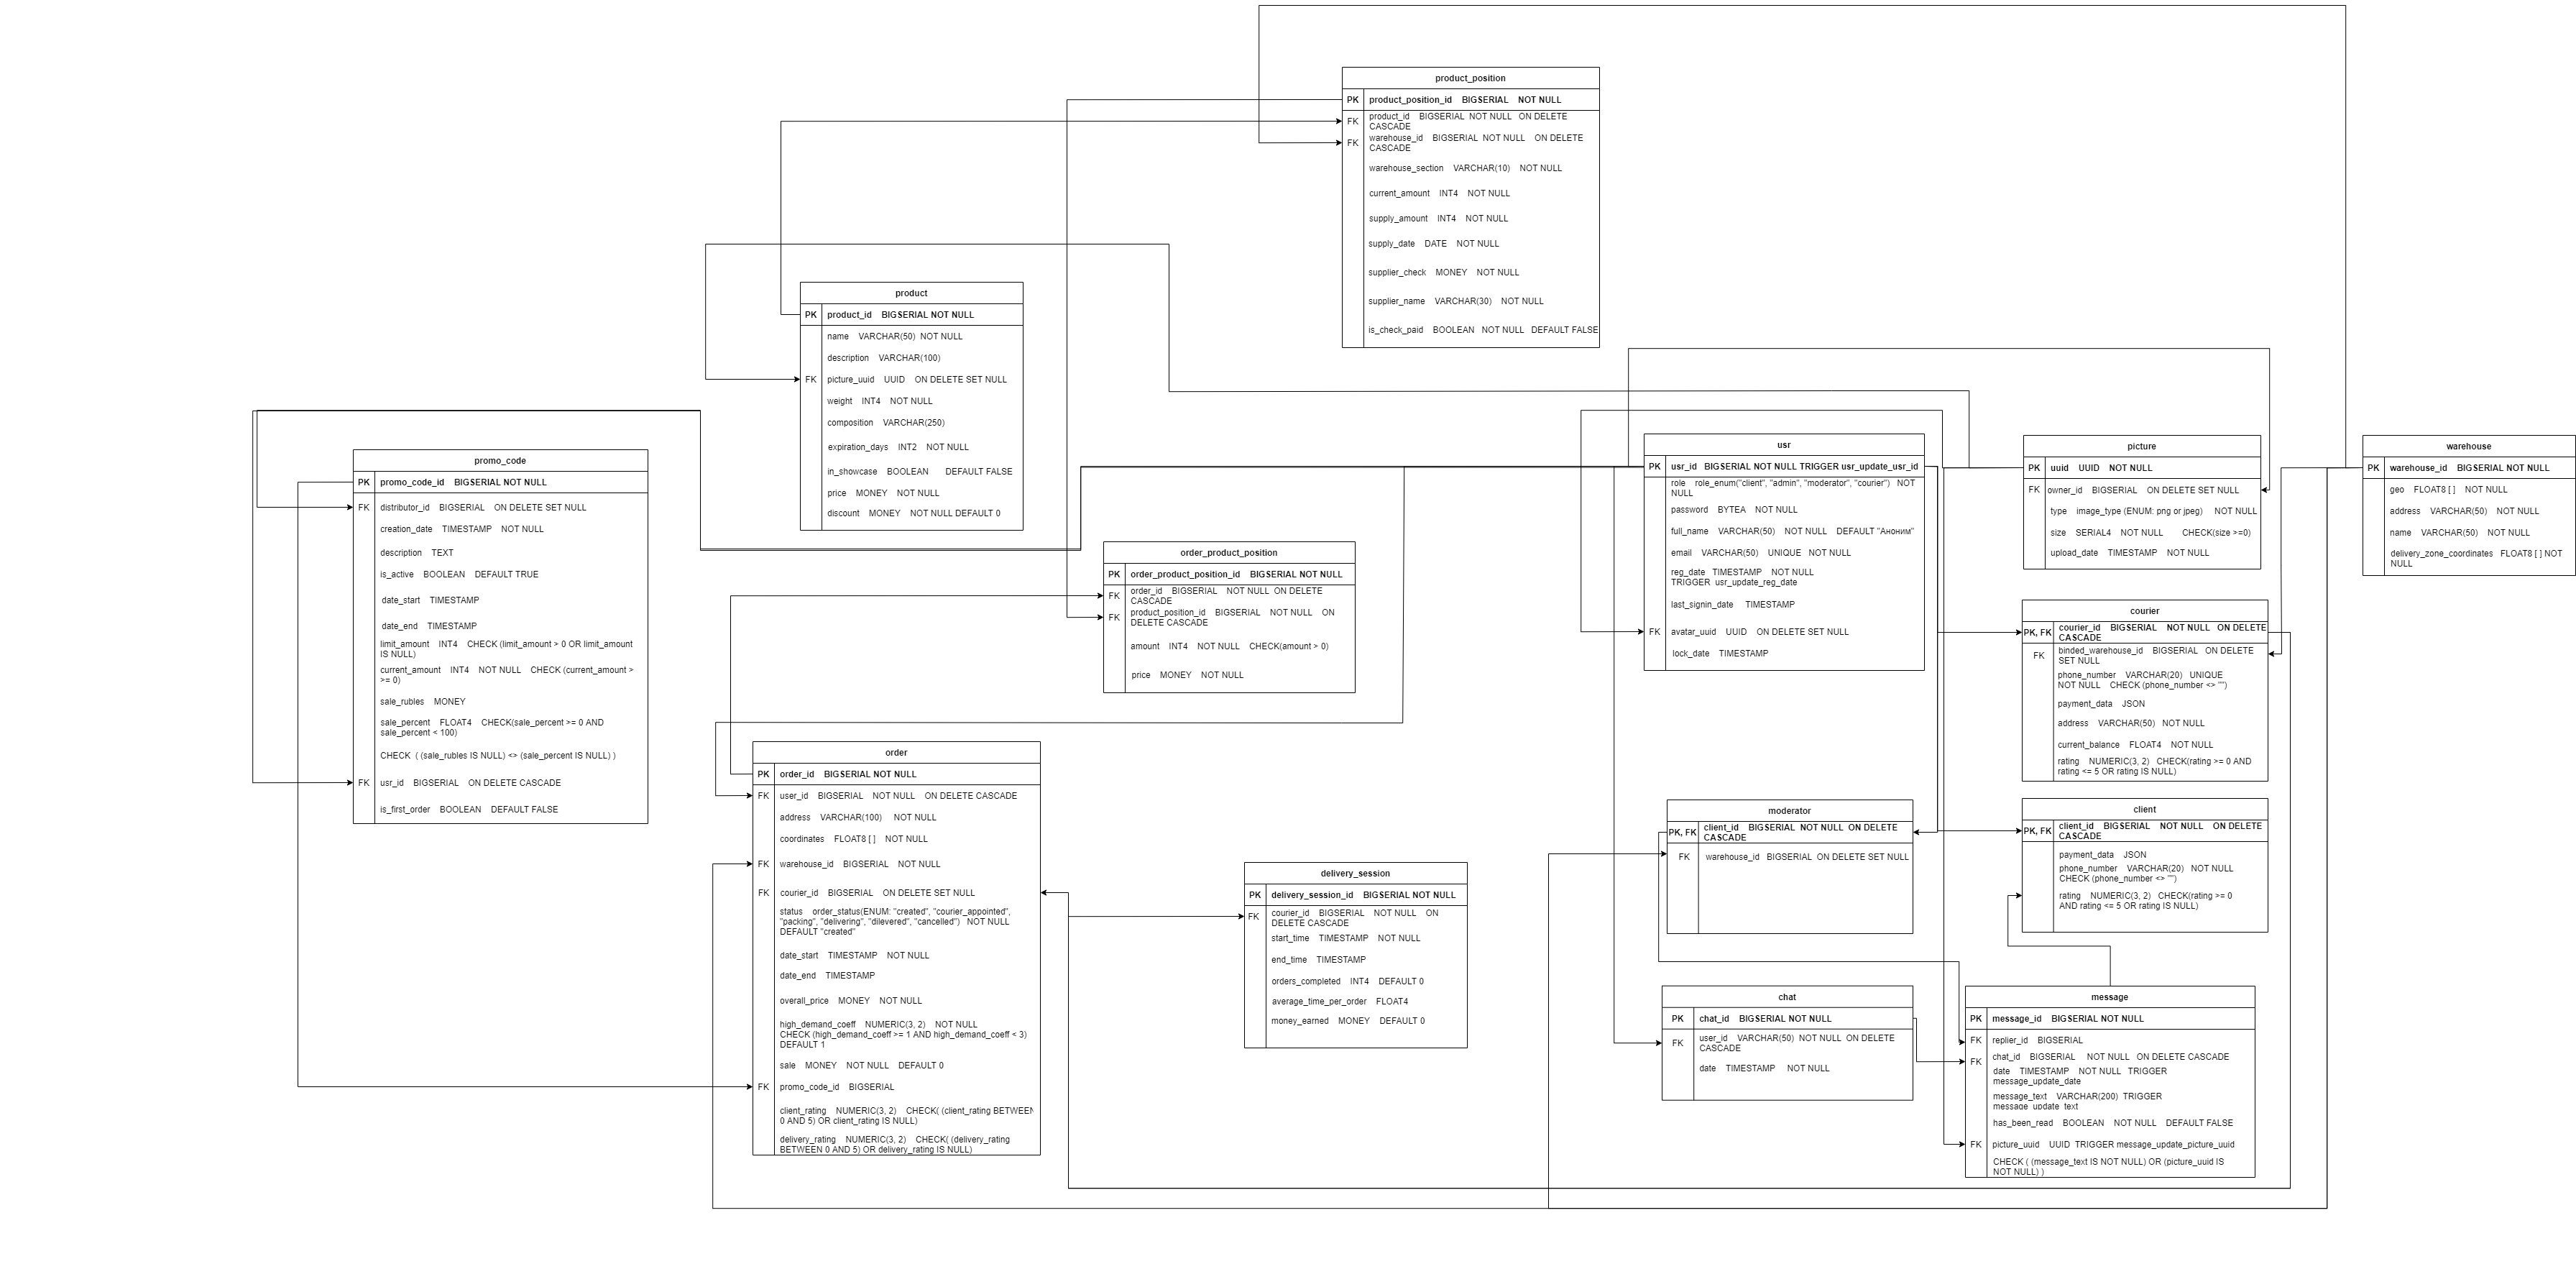 product_position
PK product_position_id BIGSERIAL NOT NULL
FK product_id BIGSERIAL NOT NULL ON DELETE
CASCADE
FK warehouse_id BIGSERIAL NOT NULL ON DELETE
CASCADE
warehouse_section VARCHAR(10) NOT NULL
current_amount INT4 NOT NULL
supply_amount INT4 NOT NULL
supply_date DATE NOT NULL
supplier_check MONEY NOT NULL
supplier_name VARCHAR(30) NOT NULL
is_check_paid BOOLEAN NOT NULL DEFAULT FALSE
product
PK product_id BIGSERIAL NOT NULL
name VARCHAR(50) NOT NULL
description VARCHAR(100)
FK picture_uuid UUID ON DELETE SET NULL
weight INT4 NOT NULL
composition VARCHAR(250)
expiration_days INT2 NOT NULL
in_showcase BOOLEAN DEFAULT FALSE
price MONEY NOT NULL
discount MONEY NOT NULL DEFAULT 0
promo_code
PK promo_code_id BIGSERIAL NOT NULL
FK distributor_id BIGSERIAL ON DELETE SET NULL
creation_date TIMESTAMP NOT NULL
description TEXT
is_active BOOLEAN DEFAULT TRUE
date_start TIMESTAMP
date_end TIMESTAMP
limit_amount INT4 CHECK (limit_amount > 0 OR limit_amount
IS NULL)
current_amount INT4 NOT NULL CHECK (current_amount >
>= 0)
sale_rubles MONEY
sale_percent FLOAT4 CHECK(sale_percent >= 0 AND
sale_percent < 100)
CHECK ( (sale_rubles IS NULL) <> (sale_percent IS NULL) )
FK usr_id BIGSERIAL ON DELETE CASCADE
is_first_order BOOLEAN DEFAULT FALSE
order_product_position
PK order_product_position_id BIGSERIAL NOT NULL
FK order_id BIGSERIAL NOT NULL ON DELETE
CASCADE
FK product_position_id BIGSERIAL NOT NULL ON
DELETE CASCADE
amount INT4 NOT NULL CHECK(amount > 0)
price MONEY NOT NULL
usr
PK usr_id BIGSERIAL NOT NULL TRIGGER usr_update_usr_id
role role_enum("client", "admin", "moderator", "courier") NOT
NULL
password BYTEA NOT NULL
full_name VARCHAR(50) NOT NULL DEFAULT "Аноним"
email VARCHAR(50) UNIQUE NOT NULL
reg_date TIMESTAMP NOT NULL
TRIGGER usr_update_reg_date
last_signin_date TIMESTAMP
FK avatar_uuid UUID ON DELETE SET NULL
lock_date TIMESTAMP
picture
PK uuid UUID NOT NULL
FK owner_id BIGSERIAL ON DELETE SET NULL
type image_type (ENUM: png or jpeg) NOT NULL
size SERIAL4 NOT NULL CHECK(size >=0)
upload_date TIMESTAMP NOT NULL
warehouse
PK warehouse_id BIGSERIAL NOT NULL
geo FLOAT8 [ ] NOT NULL
address VARCHAR(50) NOT NULL
name VARCHAR(50) NOT NULL
delivery_zone_coordinates FLOAT8 [ ] NOT
NULL
courier
PK, FK courier_id BIGSERIAL NOT NULL ON DELETE
CASCADE
FK binded_warehouse_id BIGSERIAL ON DELETE
SET NULL
phone_number VARCHAR(20) UNIQUE
NOT NULL CHECK (phone_number <> "")
payment_data JSON
address VARCHAR(50) NOT NULL
current_balance FLOAT4 NOT NULL
rating NUMERIC(3, 2) CHECK(rating >= 0 AND
rating <= 5 OR rating IS NULL)
order
PK order_id BIGSERIAL NOT NULL
FK user_id BIGSERIAL NOT NULL ON DELETE CASCADE
address VARCHAR(100) NOT NULL
coordinates FLOAT8 [ ] NOT NULL
FK warehouse_id BIGSERIAL NOT NULL
FK courier_id BIGSERIAL ON DELETE SET NULL
status order_status(ENUM: "created", "courier_appointed",
"packing", "delivering", "dilevered", "cancelled") NOT NULL
DEFAULT "created"
date_start TIMESTAMP NOT NULL
date_end TIMESTAMP
overall_price MONEY NOT NULL
high_demand_coeff NUMERIC(3, 2) NOT NULL
CHECK (high_demand_coeff >= 1 AND high_demand_coeff < 3)
DEFAULT 1
sale MONEY NOT NULL DEFAULT 0
FK promo_code_id BIGSERIAL
client_rating NUMERIC(3, 2) CHECK( (client_rating BETWEEN
0 AND 5) OR client_rating IS NULL)
delivery_rating NUMERIC(3, 2) CHECK( (delivery_rating
BETWEEN 0 AND 5) OR delivery_rating IS NULL)
delivery_session
PK delivery_session_id BIGSERIAL NOT NULL
FK courier_id BIGSERIAL NOT NULL ON
DELETE CASCADE
start_time TIMESTAMP NOT NULL
end_time TIMESTAMP
orders_completed INT4 DEFAULT 0
average_time_per_order FLOAT4
money_earned MONEY DEFAULT 0
moderator
PK, FK client_id BIGSERIAL NOT NULL ON DELETE
CASCADE
FK warehouse_id BIGSERIAL ON DELETE SET NULL
client
PK, FK client_id BIGSERIAL NOT NULL ON DELETE
CASCADE
payment_data JSON
phone_number VARCHAR(20) NOT NULL
CHECK (phone_number <> "")
rating NUMERIC(3, 2) CHECK(rating >= 0
AND rating <= 5 OR rating IS NULL)
chat
PK chat_id BIGSERIAL NOT NULL
FK user_id VARCHAR(50) NOT NULL ON DELETE
CASCADE
date TIMESTAMP NOT NULL
message
PK message_id BIGSERIAL NOT NULL
FK replier_id BIGSERIAL
FK chat_id BIGSERIAL NOT NULL ON DELETE CASCADE
date TIMESTAMP NOT NULL TRIGGER
message_update_date
message_text VARCHAR(200) TRIGGER
message_update_text
has_been_read BOOLEAN NOT NULL DEFAULT FALSE
FK picture_uuid UUID TRIGGER message_update_picture_uuid
CHECK ( (message_text IS NOT NULL) OR (picture_uuid IS
NOT NULL) )